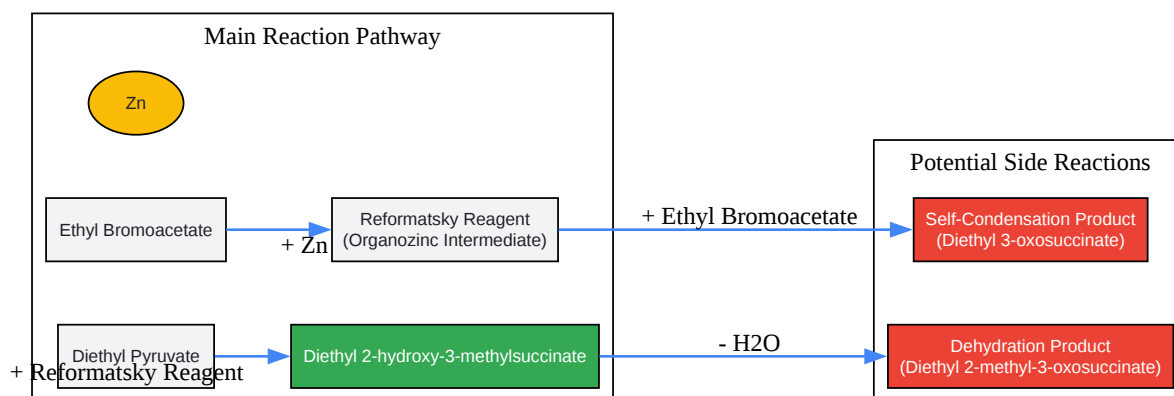 Main Reaction Pathway
Zn
Potential Side Reactions
Ethyl Bromoacetate
+ Zn
Reformatsky Reagent
(Organozinc Intermediate)
+ Ethyl Bromoacetate
Self-Condensation Product
(Diethyl 3-oxosuccinate)
Diethyl Pyruvate
+ Reformatsky Reagent
Diethyl 2-hydroxy-3-methylsuccinate
- H2O
Dehydration Product
(Diethyl 2-methyl-3-oxosuccinate)